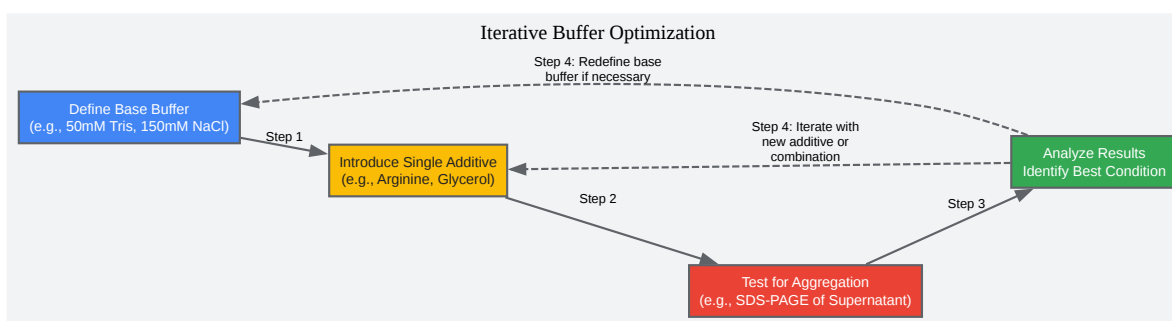 Iterative Buffer Optimization
Step 4: Redefine base
buffer if necessary
Define Base Buffer
(e.g., 50mM Tris, 150mM NaCl)
Step 1
Introduce Single Additive
(e.g., Arginine, Glycerol)
Step 4: Iterate with
new additive or
combination
Analyze Results
Identify Best Condition
Step 2
Step 3
Test for Aggregation
(e.g., SDS-PAGE of Supernatant)